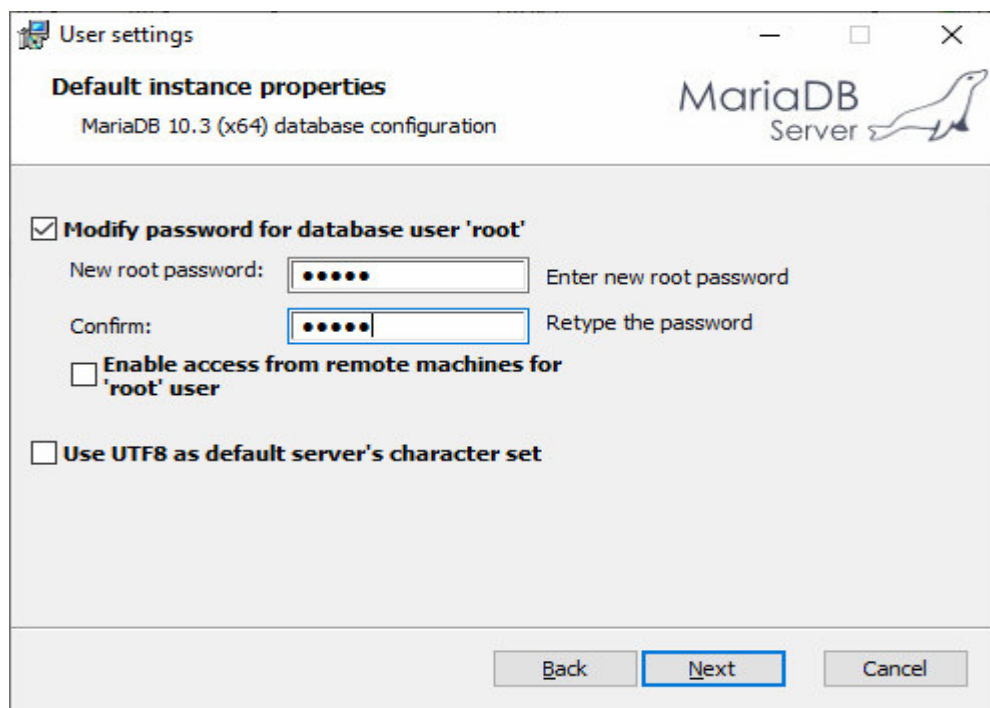 User settings
Default instance properties
MariaDB 10.3 (x64) database configuration
MariaDB
Server
Modify password for database user 'root'
New root password: ●●●●● Enter new root password
Confirm: ●●●●● Retype the password
Enable access from remote machines for
'root' user
Use UTF8 as default server's character set
Back Next Cancel